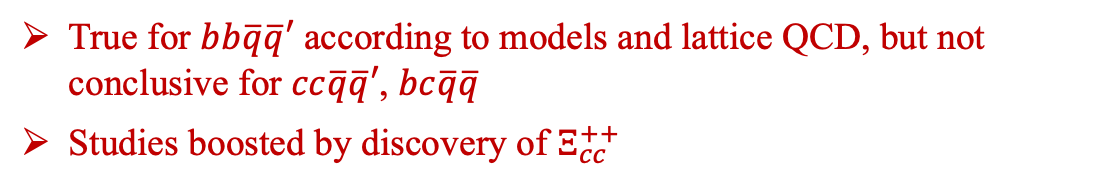 ➤ True for bbq̄q̄′ according to models and lattice QCD, but not
conclusive for ccq̄q̄′, bcq̄q̄
➤ Studies boosted by discovery of Ξcc++